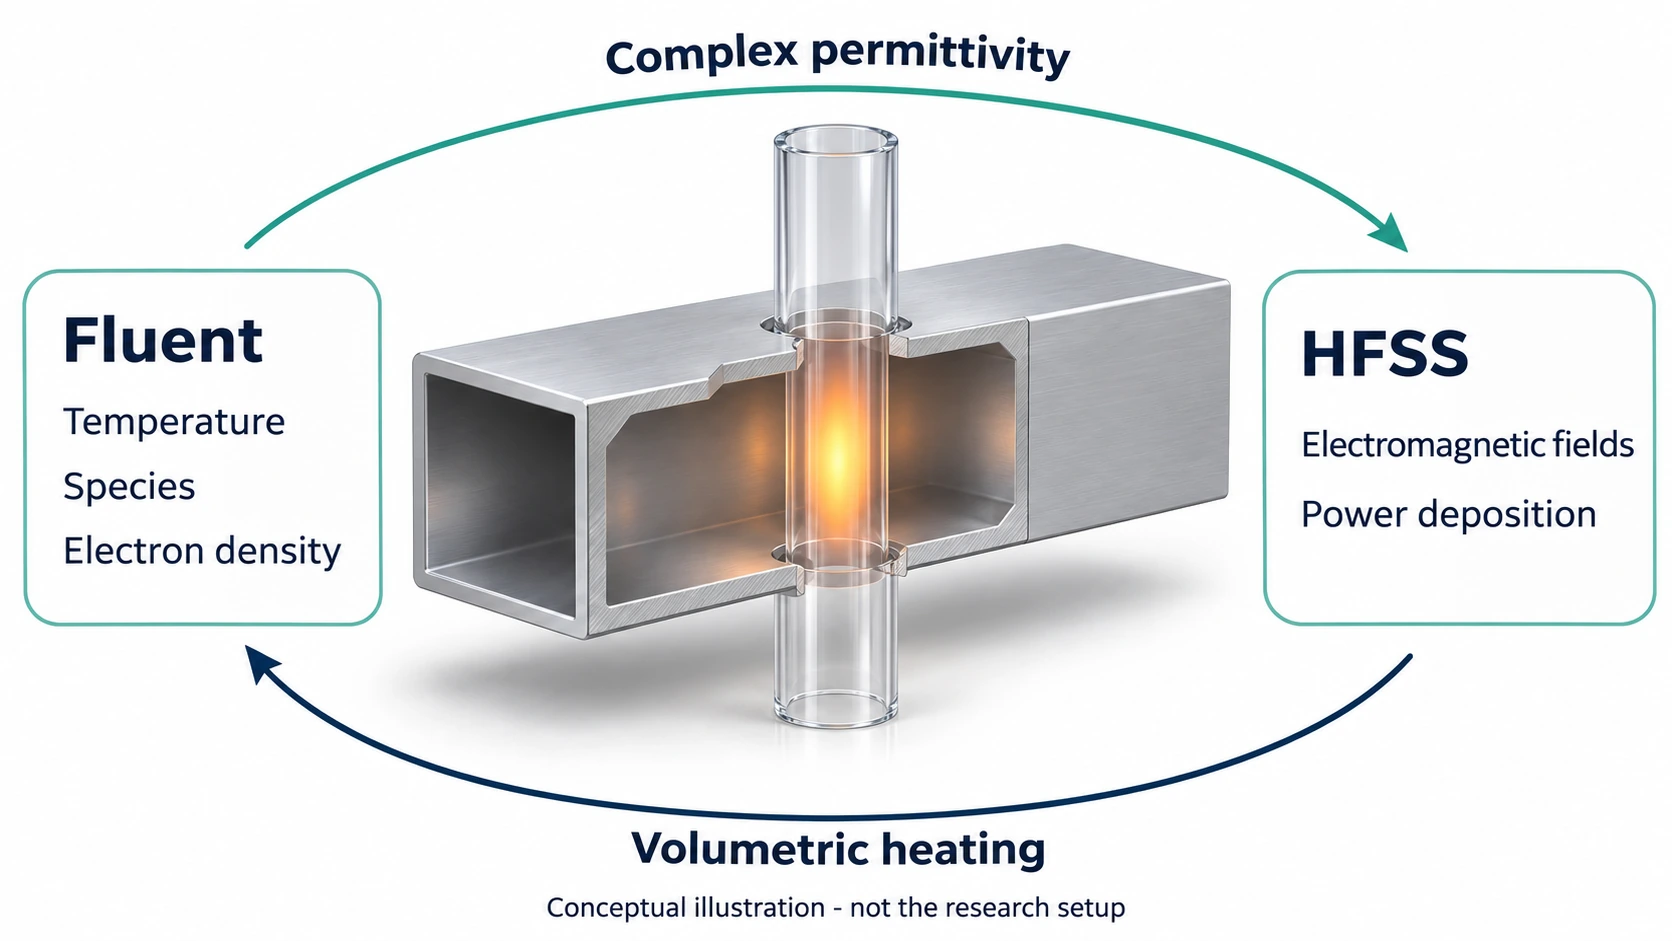 Complex permittivity
Fluent
Temperature
Species
Electron density
HFSS
Electromagnetic fields
Power deposition
Volumetric heating
Conceptual illustration - not the research setup